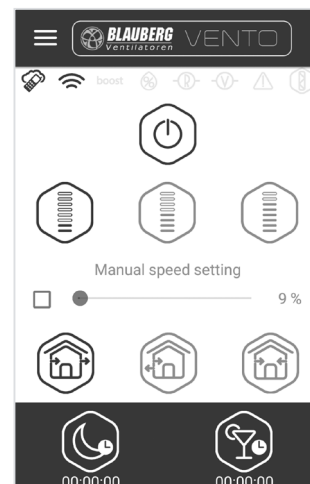 BLAUBERG VENTO
Ventilatoren
boost
R
V
Manual speed setting
9 %
00:00:00 00:00:00